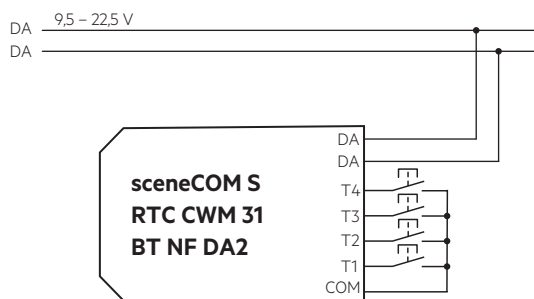 DA 9,5 – 22,5 V
DA
DA
DA
sceneCOM S
RTC CWM 31
BT NF DA2
T4
T3
T2
T1
COM